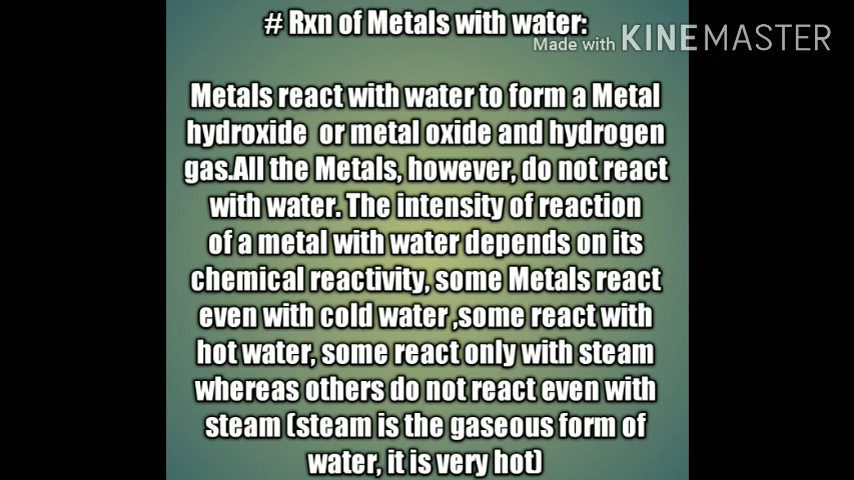 # Rxn of Metals with water:
Made with KINEMASTER
Metals react with water to form a Metal
hydroxide or metal oxide and hydrogen
gas.All the Metals, however, do not react
with water. The intensity of reaction
of a metal with water depends on its
chemical reactivity, some Metals react
even with cold water ,some react with
hot water, some react only with steam
whereas others do not react even with
steam (steam is the gaseous form of
water, it is very hot)